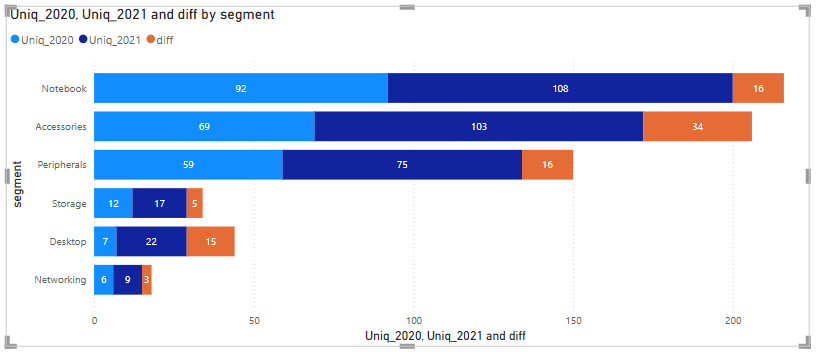 Uniq_2020, Uniq_2021 and diff by segment
Uniq_2020 Uniq_2021 diff
segment
Notebook 92 108 16
Accessories 69 103 34
Peripherals 59 75 16
Storage 12 17 5
Desktop 7 22 15
Networking 6 9 3
0 50 100 150 200
Uniq_2020, Uniq_2021 and diff